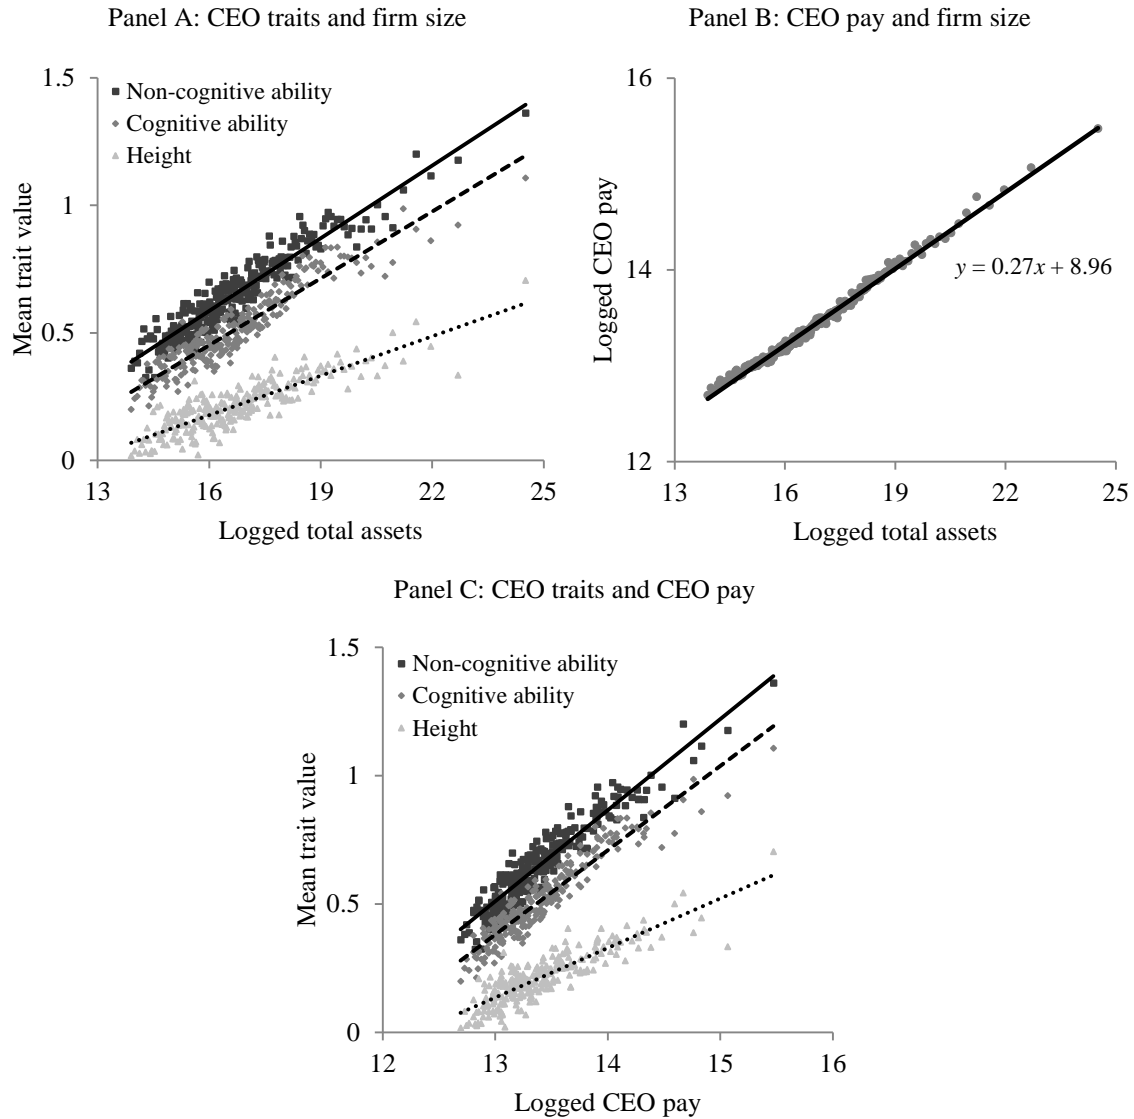 Panel A: CEO traits and firm size
1.5
1
0.5
0
Mean trait value
Non-cognitive ability
Cognitive ability
Height
13 16 19 22 25
Logged total assets
Panel B: CEO pay and firm size
16
14
12
Logged CEO pay
y = 0.27x + 8.96
13 16 19 22 25
Logged total assets
Panel C: CEO traits and CEO pay
1.5
1
0.5
0
Mean trait value
Non-cognitive ability
Cognitive ability
Height
12 13 14 15 16
Logged CEO pay